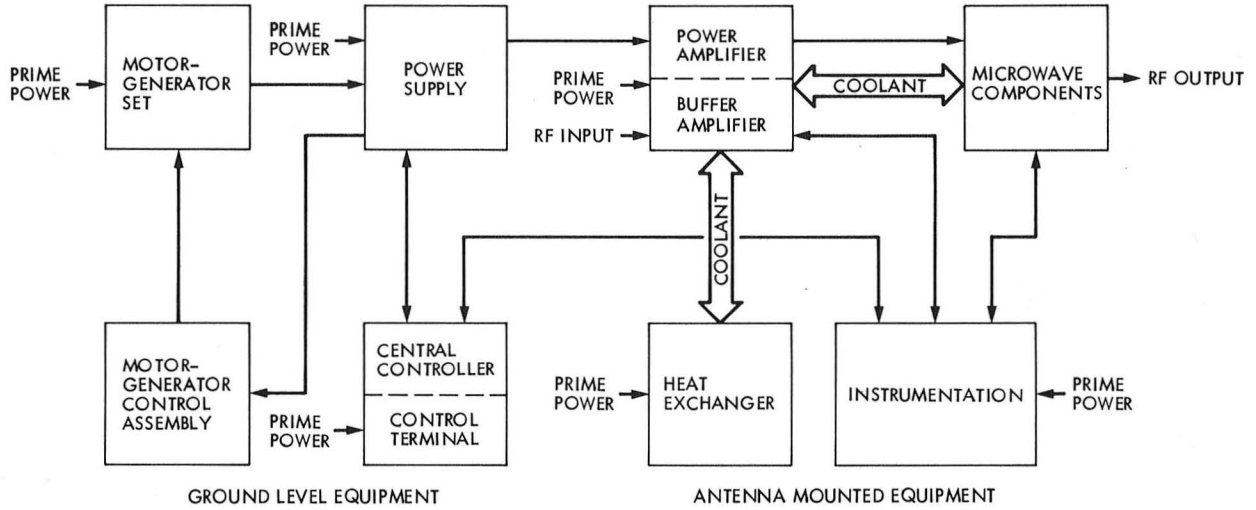 PRIME
POWER
MOTOR–
GENERATOR
SET
PRIME
POWER
POWER
SUPPLY
POWER
AMPLIFIER
PRIME
POWER
BUFFER
AMPLIFIER
RF INPUT
COOLANT
MICROWAVE
COMPONENTS
RF OUTPUT
COOLANT
MOTOR–
GENERATOR
CONTROL
ASSEMBLY
CENTRAL
CONTROLLER
PRIME
POWER
CONTROL
TERMINAL
PRIME
POWER
HEAT
EXCHANGER
INSTRUMENTATION
PRIME
POWER
GROUND LEVEL EQUIPMENT
ANTENNA MOUNTED EQUIPMENT